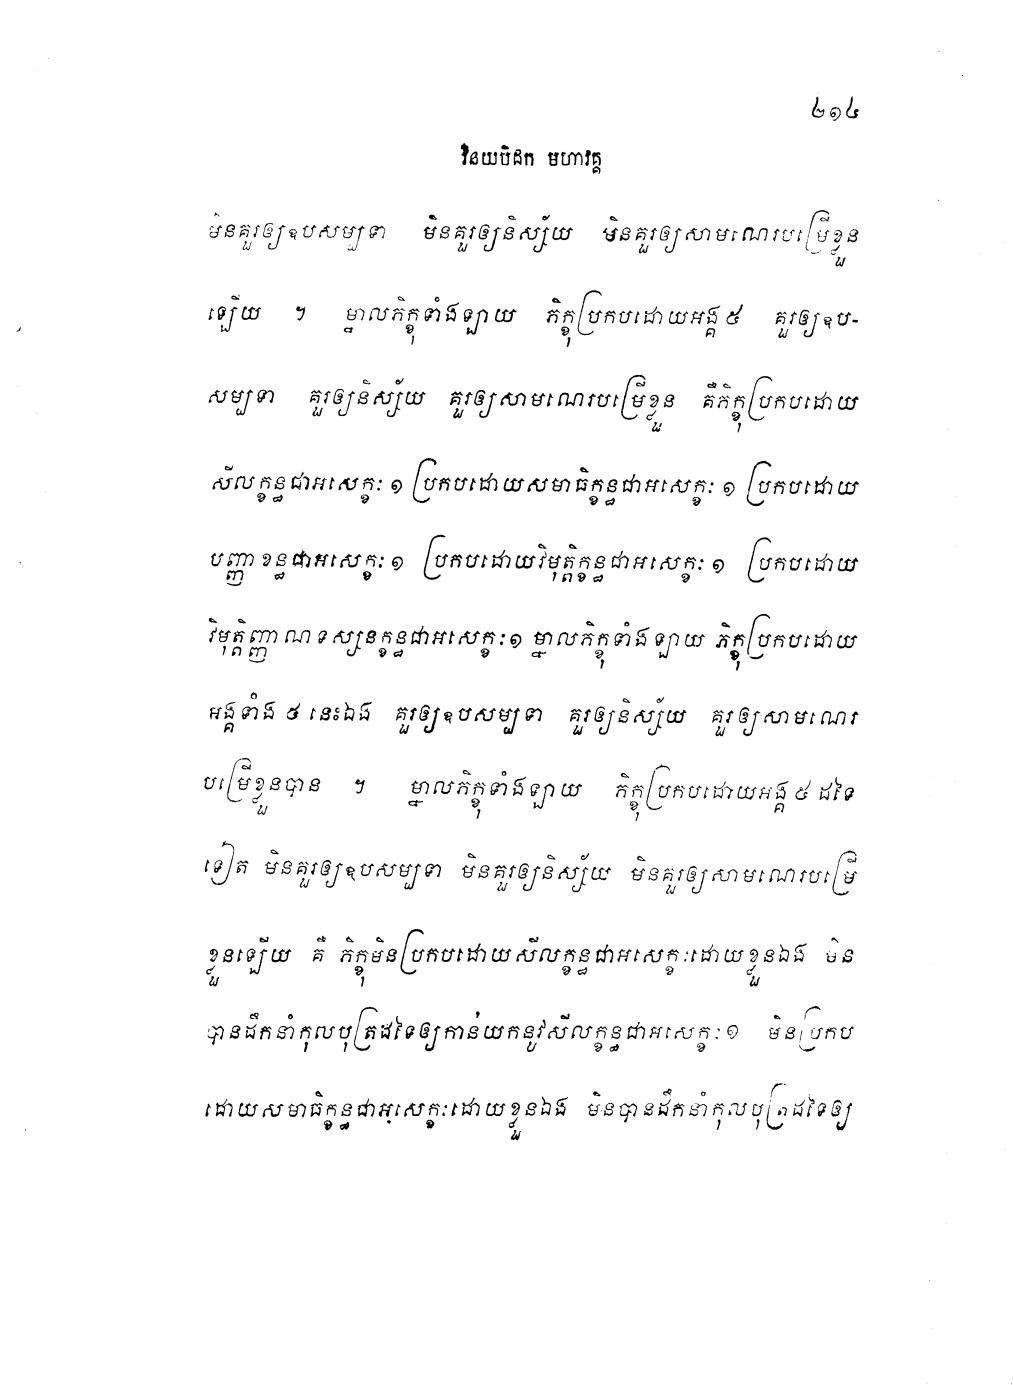 ២១៤
វិនយបិដក មហាវគ្គ
មិនគួរឲ្យឧបសម្បទា មិនគួរឲ្យនិស្ស័យ មិនគួរឲ្យសាមណេរបម្រើខ្លួន
ឡើយ ។ ម្នាលភិក្ខុទាំងឡាយ ភិក្ខុប្រកបដោយអង្គ ៥ គួរឲ្យឧប-
សម្បទា គួរឲ្យនិស្ស័យ គួរឲ្យសាមណេរបម្រើខ្លួន គឺភិក្ខុប្រកបដោយ
សីលក្ខន្ធជាអសេក្ខៈ ១ ប្រកបដោយសមាធិក្ខន្ធជាអសេក្ខៈ ១ ប្រកបដោយ
បញ្ញាខន្ធជាអសេក្ខៈ ១ ប្រកបដោយវិមុត្តិក្ខន្ធជាអសេក្ខៈ ១ ប្រកបដោយ
វិមុត្តិញ្ញាណទស្សនក្ខន្ធជាអសេក្ខៈ ១ ម្នាលភិក្ខុទាំងឡាយ ភិក្ខុប្រកបដោយ
អង្គទាំង ៥ នេះឯង គួរឲ្យឧបសម្បទា គួរឲ្យនិស្ស័យ គួរឲ្យសាមណេរ
បម្រើខ្លួនបាន ។ ម្នាលភិក្ខុទាំងឡាយ ភិក្ខុប្រកបដោយអង្គ ៥ ដទៃ
ទៀត មិនគួរឲ្យឧបសម្បទា មិនគួរឲ្យនិស្ស័យ មិនគួរឲ្យសាមណេរបម្រើ
ខ្លួនឡើយ គឺ ភិក្ខុមិនប្រកបដោយសីលក្ខន្ធជាអសេក្ខៈដោយខ្លួនឯង មិន
បានដឹកនាំកុលបុត្រដទៃឲ្យកាន់យកនូវសីលក្ខន្ធជាអសេក្ខៈ ១ មិនប្រកប
ដោយសមាធិក្ខន្ធជាអសេក្ខៈដោយខ្លួនឯង មិនបានដឹកនាំកុលបុត្រដទៃឲ្យ